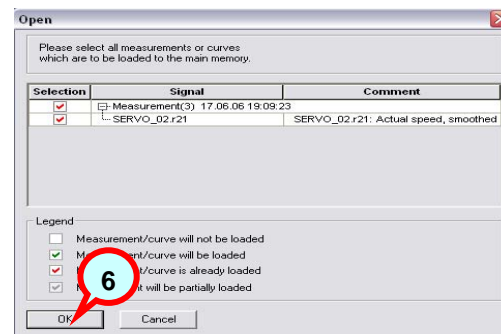 Open
Please select all measurements or curves
which are to be loaded to the main memory.
Selection Signal Comment
Measurement(3) 17.06.06 19:09:23
SERVO_02.r21 SERVO_02.r21: Actual speed, smoothed
Legend
Measurement/curve will not be loaded
/curve will be loaded
/curve is already loaded
will be partially loaded
6
OK Cancel